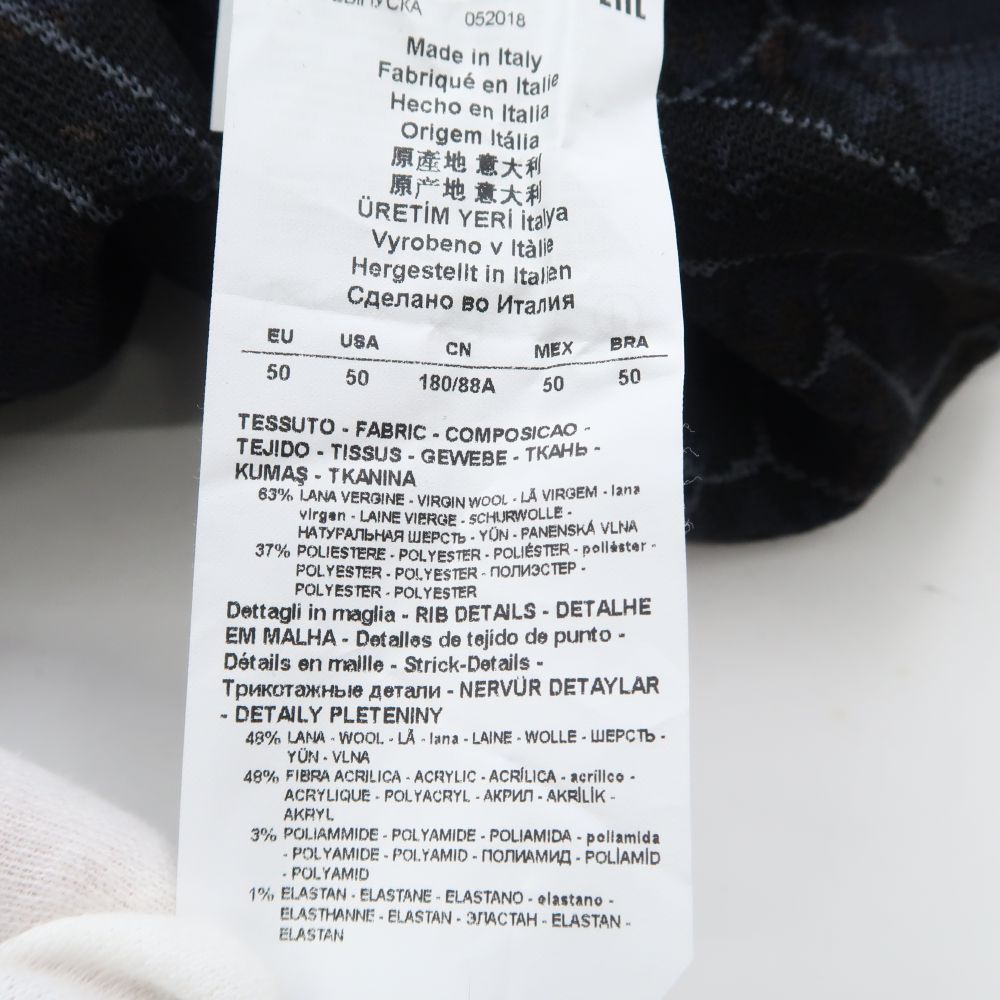 ВЫПУСКА 052018 EAC
Made in Italy
Fabriqué en Italie
Hecho en Italia
Origem Itália
原產地 意大利
原产地 意大利
ÜRETİM YERİ italya
Vyrobeno v Itàlie
Hergestellt in Italien
Сделано во Италия
EU USA CN MEX BRA
50 50 180/88A 50 50
TESSUTO - FABRIC - COMPOSICAO -
TEJIDO - TISSUS - GEWEBE - ТКАНЬ -
KUMAŞ - TKANINA
63% LANA VERGINE - VIRGIN WOOL - LÃ VIRGEM - lana
virgen - LAINE VIERGE - SCHURWOLLE -
НАТУРАЛЬНАЯ ШЕРСТЬ - YÜN - PANENSKÁ VLNA
37% POLIESTERE - POLYESTER - POLIÉSTER - poliéster -
POLYESTER - POLYESTER - ПОЛИЭСТЕР -
POLYESTER - POLYESTER
Dettagli in maglia - RIB DETAILS - DETALHE
EM MALHA - Detalles de tejido de punto -
Détails en maille - Strick-Details -
Трикотажные детали - NERVÜR DETAYLAR
- DETAILY PLETENINY
48% LANA - WOOL - LÃ - lana - LAINE - WOLLE - ШЕРСТЬ -
YÜN - VLNA
48% FIBRA ACRILICA - ACRYLIC - ACRÍLICA - acrílico -
ACRYLIQUE - POLYACRYL - АКРИЛ - AKRİLİK -
AKRYL
3% POLIAMMIDE - POLYAMIDE - POLIAMIDA - poliamida
- POLYAMIDE - POLYAMID - ПОЛИАМИД - POLİAMİD
- POLYAMID
1% ELASTAN - ELASTANE - ELASTANO - elastano -
ELASTHANNE - ELASTAN - ЭЛАСТАН - ELASTAN -
ELASTAN